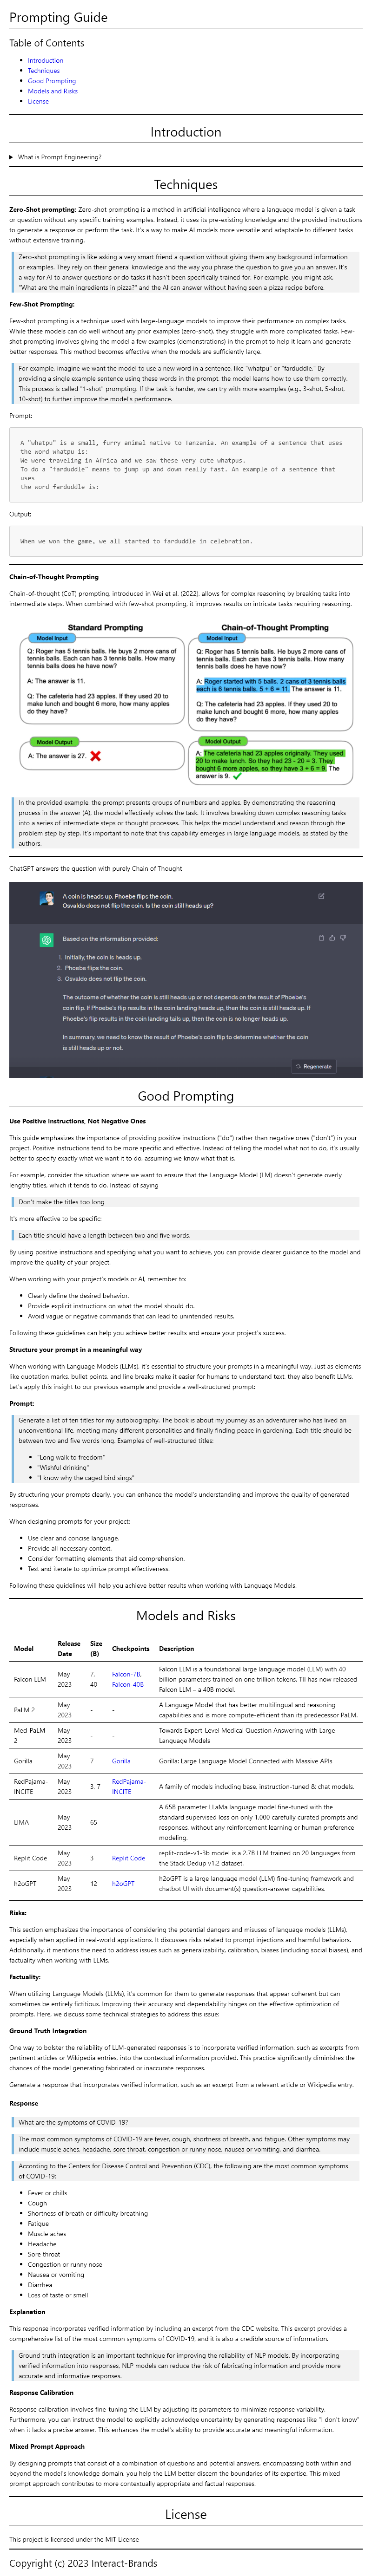 Prompting Guide
Table of Contents
Introduction
Techniques
Good Prompting
Models and Risks
License
Introduction
What is Prompt Engineering?
Techniques
Zero-Shot prompting: Zero-shot prompting is a method in artificial intelligence where a language model is given a task
or question without any specific training examples. Instead, it uses its pre-existing knowledge and the provided instructions
to generate a response or perform the task. It's a way to make AI models more versatile and adaptable to different tasks
without extensive training.
Zero-shot prompting is like asking a very smart friend a question without giving them any background information
or examples. They rely on their general knowledge and the way you phrase the question to give you an answer. It's
a way for AI to answer questions or do tasks it hasn't been specifically trained for. For example, you might ask,
"What are the main ingredients in pizza?" and the AI can answer without having seen a pizza recipe before.
Few-Shot Prompting:
Few-shot prompting is a technique used with large-language models to improve their performance on complex tasks.
While these models can do well without any prior examples (zero-shot), they struggle with more complicated tasks. Few-
shot prompting involves giving the model a few examples (demonstrations) in the prompt to help it learn and generate
better responses. This method becomes effective when the models are sufficiently large.
For example, imagine we want the model to use a new word in a sentence, like "whatpu" or "farduddle." By
providing a single example sentence using these words in the prompt, the model learns how to use them correctly.
This process is called "1-shot" prompting. If the task is harder, we can try with more examples (e.g., 3-shot, 5-shot,
10-shot) to further improve the model's performance.
Prompt:
A "whatpu" is a small, furry animal native to Tanzania. An example of a sentence that uses
the word whatpu is:
We were traveling in Africa and we saw these very cute whatpus.
To do a "farduddle" means to jump up and down really fast. An example of a sentence that
uses
the word farduddle is:
Output:
When we won the game, we all started to farduddle in celebration.
Chain-of-Thought Prompting
Chain-of-thought (CoT) prompting, introduced in Wei et al. (2022), allows for complex reasoning by breaking tasks into
intermediate steps. When combined with few-shot prompting, it improves results on intricate tasks requiring reasoning.
Standard Prompting
Model Input
Q: Roger has 5 tennis balls. He buys 2 more cans of
tennis balls. Each can has 3 tennis balls. How many
tennis balls does he have now?
A: The answer is 11.
Q: The cafeteria had 23 apples. If they used 20 to
make lunch and bought 6 more, how many apples
do they have?
Model Output
A: The answer is 27.
Chain-of-Thought Prompting
Model Input
Q: Roger has 5 tennis balls. He buys 2 more cans of
tennis balls. Each can has 3 tennis balls. How many
tennis balls does he have now?
A: Roger started with 5 balls. 2 cans of 3 tennis balls
each is 6 tennis balls. 5 + 6 = 11. The answer is 11.
Q: The cafeteria had 23 apples. If they used 20 to
make lunch and bought 6 more, how many apples
do they have?
Model Output
A: The cafeteria had 23 apples originally. They used
20 to make lunch. So they had 23 - 20 = 3. They
bought 6 more apples, so they have 3 + 6 = 9. The
answer is 9.
In the provided example, the prompt presents groups of numbers and apples. By demonstrating the reasoning
process in the answer (A), the model effectively solves the task. It involves breaking down complex reasoning tasks
into a series of intermediate steps or thought processes. This helps the model understand and reason through the
problem step by step. It's important to note that this capability emerges in large language models, as stated by the
authors.
ChatGPT answers the question with purely Chain of Thought
A coin is heads up. Phoebe flips the coin.
Osvaldo does not flip the coin. Is the coin still heads up?
Based on the information provided:
1. Initially, the coin is heads up.
2. Phoebe flips the coin.
3. Osvaldo does not flip the coin.
The outcome of whether the coin is still heads up or not depends on the result of Phoebe's
coin flip. If Phoebe's flip results in the coin landing heads up, then the coin is still heads up. If
Phoebe's flip results in the coin landing tails up, then the coin is no longer heads up.
In summary, we need to know the result of Phoebe's coin flip to determine whether the coin
is still heads up or not.
Regenerate
Good Prompting
Use Positive Instructions, Not Negative Ones
This guide emphasizes the importance of providing positive instructions ("do") rather than negative ones ("don't") in your
project. Positive instructions tend to be more specific and effective. Instead of telling the model what not to do, it's usually
better to specify exactly what we want it to do, assuming we know what that is.
For example, consider the situation where we want to ensure that the Language Model (LM) doesn't generate overly
lengthy titles, which it tends to do. Instead of saying
Don't make the titles too long
It's more effective to be specific:
Each title should have a length between two and five words.
By using positive instructions and specifying what you want to achieve, you can provide clearer guidance to the model and
improve the quality of your project.
When working with your project's models or AI, remember to:
Clearly define the desired behavior.
Provide explicit instructions on what the model should do.
Avoid vague or negative commands that can lead to unintended results.
Following these guidelines can help you achieve better results and ensure your project's success.
Structure your prompt in a meaningful way
When working with Language Models (LLMs), it's essential to structure your prompts in a meaningful way. Just as elements
like quotation marks, bullet points, and line breaks make it easier for humans to understand text, they also benefit LLMs.
Let's apply this insight to our previous example and provide a well-structured prompt:
Prompt:
Generate a list of ten titles for my autobiography. The book is about my journey as an adventurer who has lived an
unconventional life, meeting many different personalities and finally finding peace in gardening. Each title should be
between two and five words long. Examples of well-structured titles:
"Long walk to freedom"
"Wishful drinking"
"I know why the caged bird sings"
By structuring your prompts clearly, you can enhance the model's understanding and improve the quality of generated
responses.
When designing prompts for your project:
Use clear and concise language.
Provide all necessary context.
Consider formatting elements that aid comprehension.
Test and iterate to optimize prompt effectiveness.
Following these guidelines will help you achieve better results when working with Language Models.
Models and Risks
Model Release Date Size (B) Checkpoints Description
Falcon LLM May 2023 7, 40 Falcon-7B, Falcon-40B Falcon LLM is a foundational large language model (LLM) with 40
billion parameters trained on one trillion tokens. TII has now released
Falcon LLM – a 40B model.
PaLM 2 May 2023 - - A Language Model that has better multilingual and reasoning
capabilities and is more compute-efficient than its predecessor PaLM.
Med-PaLM 2 May 2023 - - Towards Expert-Level Medical Question Answering with Large
Language Models
Gorilla May 2023 7 Gorilla Gorilla: Large Language Model Connected with Massive APIs
RedPajama-INCITE May 2023 3, 7 RedPajama-INCITE A family of models including base, instruction-tuned & chat models.
LIMA May 2023 65 - A 65B parameter LLaMa language model fine-tuned with the
standard supervised loss on only 1,000 carefully curated prompts and
responses, without any reinforcement learning or human preference
modeling.
Replit Code May 2023 3 Replit Code replit-code-v1-3b model is a 2.7B LLM trained on 20 languages from
the Stack Dedup v1.2 dataset.
h2oGPT May 2023 12 h2oGPT h2oGPT is a large language model (LLM) fine-tuning framework and
chatbot UI with document(s) question-answer capabilities.
Risks:
This section emphasizes the importance of considering the potential dangers and misuses of language models (LLMs),
especially when applied in real-world applications. It discusses risks related to prompt injections and harmful behaviors.
Additionally, it mentions the need to address issues such as generalizability, calibration, biases (including social biases), and
factuality when working with LLMs.
Factuality:
When utilizing Language Models (LLMs), it's common for them to generate responses that appear coherent but can
sometimes be entirely fictitious. Improving their accuracy and dependability hinges on the effective optimization of
prompts. Here, we discuss some technical strategies to address this issue:
Ground Truth Integration
One way to bolster the reliability of LLM-generated responses is to incorporate verified information, such as excerpts from
pertinent articles or Wikipedia entries, into the contextual information provided. This practice significantly diminishes the
chances of the model generating fabricated or inaccurate responses.
Generate a response that incorporates verified information, such as an excerpt from a relevant article or Wikipedia entry.
Response
What are the symptoms of COVID-19?
The most common symptoms of COVID-19 are fever, cough, shortness of breath, and fatigue. Other symptoms may
include muscle aches, headache, sore throat, congestion or runny nose, nausea or vomiting, and diarrhea.
According to the Centers for Disease Control and Prevention (CDC), the following are the most common symptoms
of COVID-19:
Fever or chills
Cough
Shortness of breath or difficulty breathing
Fatigue
Muscle aches
Headache
Sore throat
Congestion or runny nose
Nausea or vomiting
Diarrhea
Loss of taste or smell
Explanation
This response incorporates verified information by including an excerpt from the CDC website. This excerpt provides a
comprehensive list of the most common symptoms of COVID-19, and it is also a credible source of information.
Ground truth integration is an important technique for improving the reliability of NLP models. By incorporating
verified information into responses, NLP models can reduce the risk of fabricating information and provide more
accurate and informative responses.
Response Calibration
Response calibration involves fine-tuning the LLM by adjusting its parameters to minimize response variability.
Furthermore, you can instruct the model to explicitly acknowledge uncertainty by generating responses like "I don't know"
when it lacks a precise answer. This enhances the model's ability to provide accurate and meaningful information.
Mixed Prompt Approach
By designing prompts that consist of a combination of questions and potential answers, encompassing both within and
beyond the model's knowledge domain, you help the LLM better discern the boundaries of its expertise. This mixed
prompt approach contributes to more contextually appropriate and factual responses.
License
This project is licensed under the MIT License
Copyright (c) 2023 Interact-Brands